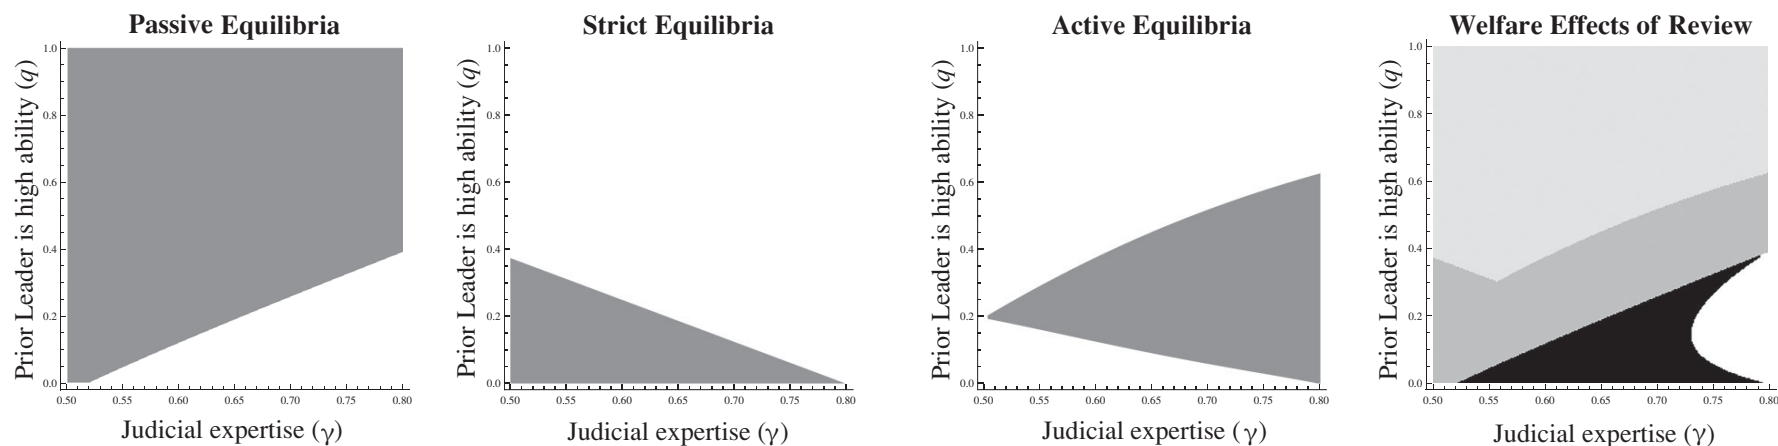 Passive Equilibria
Prior Leader is high ability (q)
1.0
0.8
0.6
0.4
0.2
0.0
0.50 0.55 0.60 0.65 0.70 0.75 0.80
Judicial expertise (γ)
Strict Equilibria
Prior Leader is high ability (q)
1.0
0.8
0.6
0.4
0.2
0.0
0.50 0.55 0.60 0.65 0.70 0.75 0.80
Judicial expertise (γ)
Active Equilibria
Prior Leader is high ability (q)
1.0
0.8
0.6
0.4
0.2
0.0
0.50 0.55 0.60 0.65 0.70 0.75 0.80
Judicial expertise (γ)
Welfare Effects of Review
Prior Leader is high ability (q)
1.0
0.8
0.6
0.4
0.2
0.0
0.50 0.55 0.60 0.65 0.70 0.75 0.80
Judicial expertise (γ)